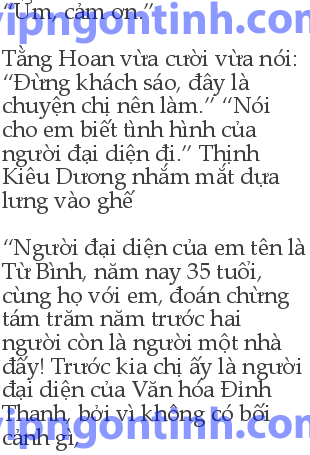 vipngontinh.com
“Ừm, cảm ơn.”
Tằng Hoan vừa cười vừa nói:
“Đừng khách sáo, đây là
chuyện chị nên làm.” “Nói
cho em biết tình hình của
người đại diện đi.” Thịnh
Kiêu Dương nhắm mắt dựa
lưng vào ghế
“Người đại diện của em tên là
Từ Bình, năm nay 35 tuổi,
cùng họ với em, đoán chừng
tám trăm năm trước hai
người còn là người một nhà
đấy! Trước kia chị ấy là người
đại diện của Văn hóa Đỉnh
Thanh, bởi vì không có bối
vipngontinh.com
cảnh gì,